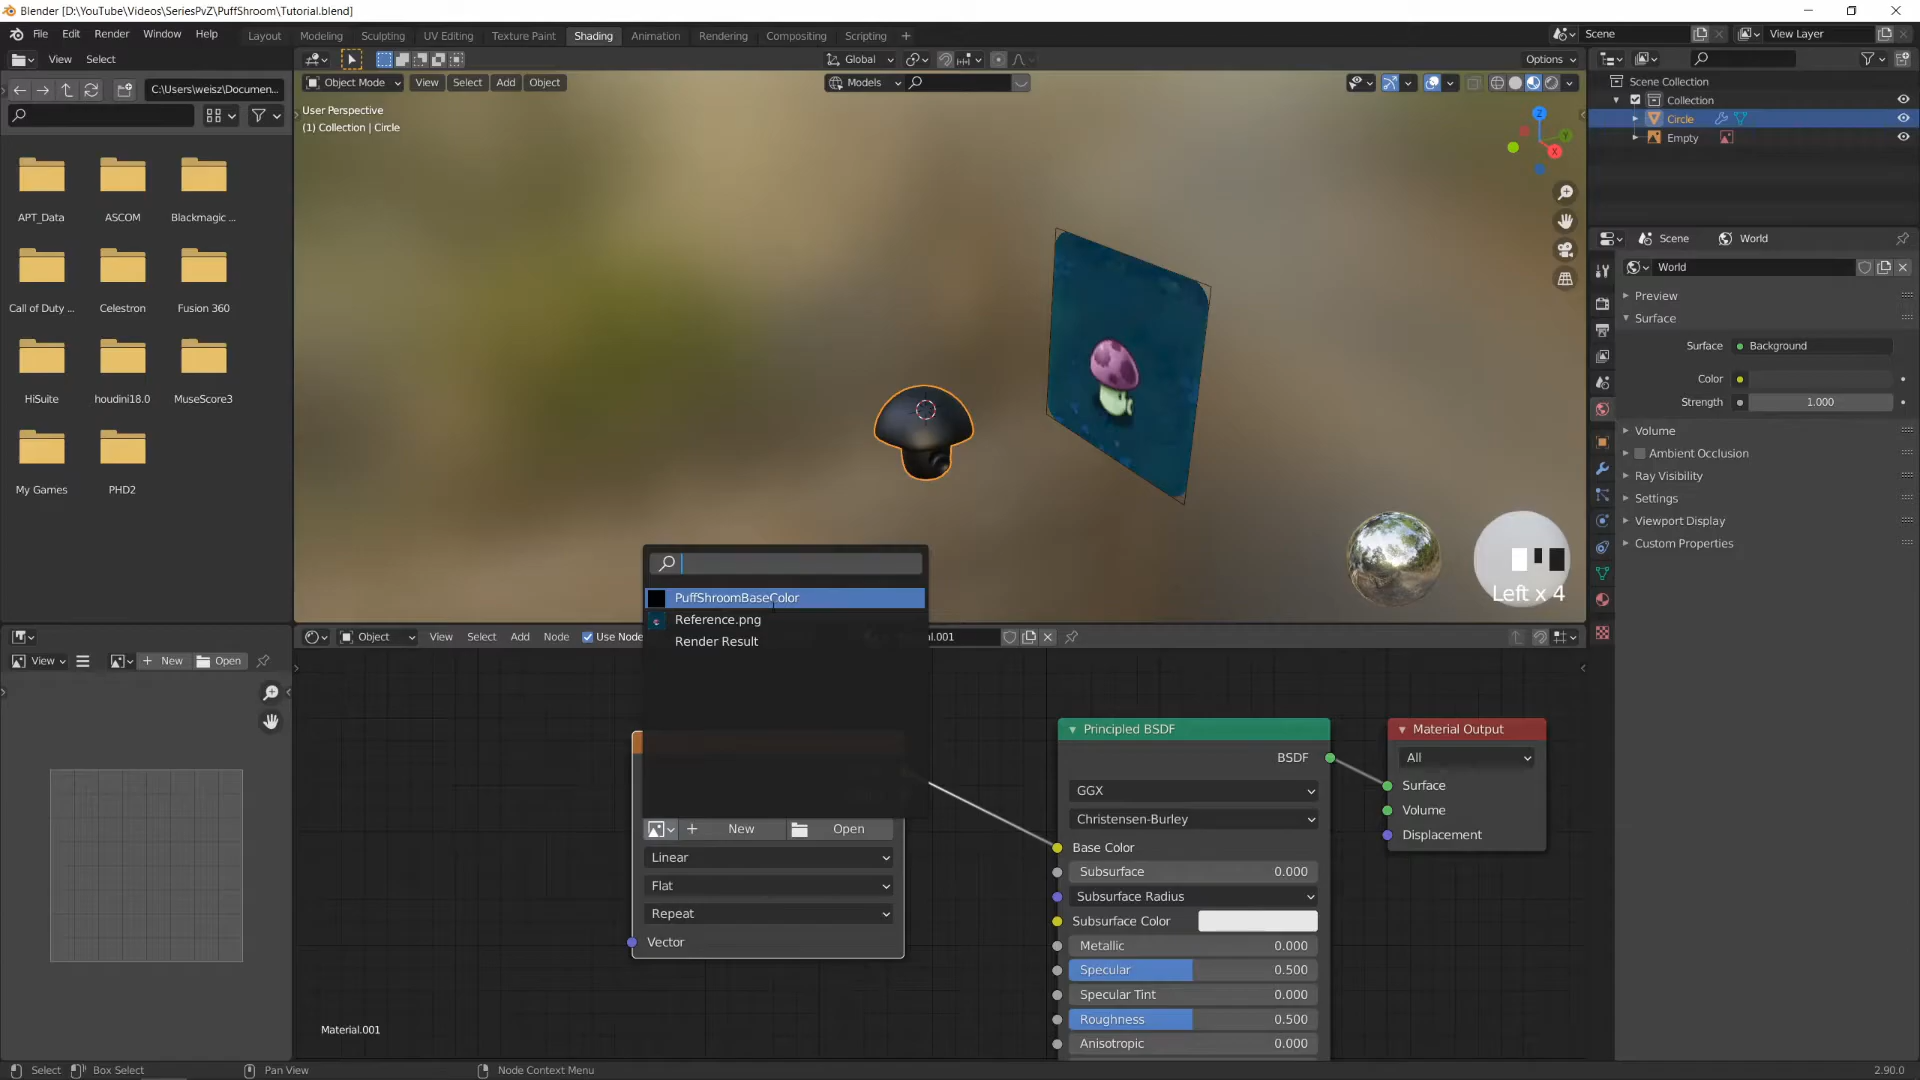 Blender [D:\YouTube\Videos\SeriesPvZ\PuffShroom\Tutorial.blend]
File Edit Render Window Help Layout Modeling Sculpting UV Editing Texture Paint Shading Animation Rendering Compositing Scripting Scene View Layer
View Select
Global Options
C:\Users\weisz\Documen...
Object Mode View Select Add Object Models
User Perspective
(1) Collection | Circle
Scene Collection
Collection
Circle
Empty
APT_Data ASCOM Blackmagic ...
Call of Duty ... Celestron Fusion 360
HiSuite houdini18.0 MuseScore3
My Games PHD2
Z
Y
X
Scene World
World
Preview
Surface
Surface Background
Color
Strength 1.000
Volume
Ambient Occlusion
Ray Visibility
Settings
Viewport Display
Custom Properties
Left x 4
PuffShroomBaseColor
Reference.png
Render Result
Object View Select Add Node Use Node al.001
View New Open
New Open
Linear
Flat
Repeat
Vector
Principled BSDF
BSDF
GGX
Christensen-Burley
Base Color
Subsurface 0.000
Subsurface Radius
Subsurface Color
Metallic 0.000
Specular 0.500
Specular Tint 0.000
Roughness 0.500
Anisotropic 0.000
Material Output
All
Surface
Volume
Displacement
Material.001
Select Box Select Pan View Node Context Menu 2.90.0